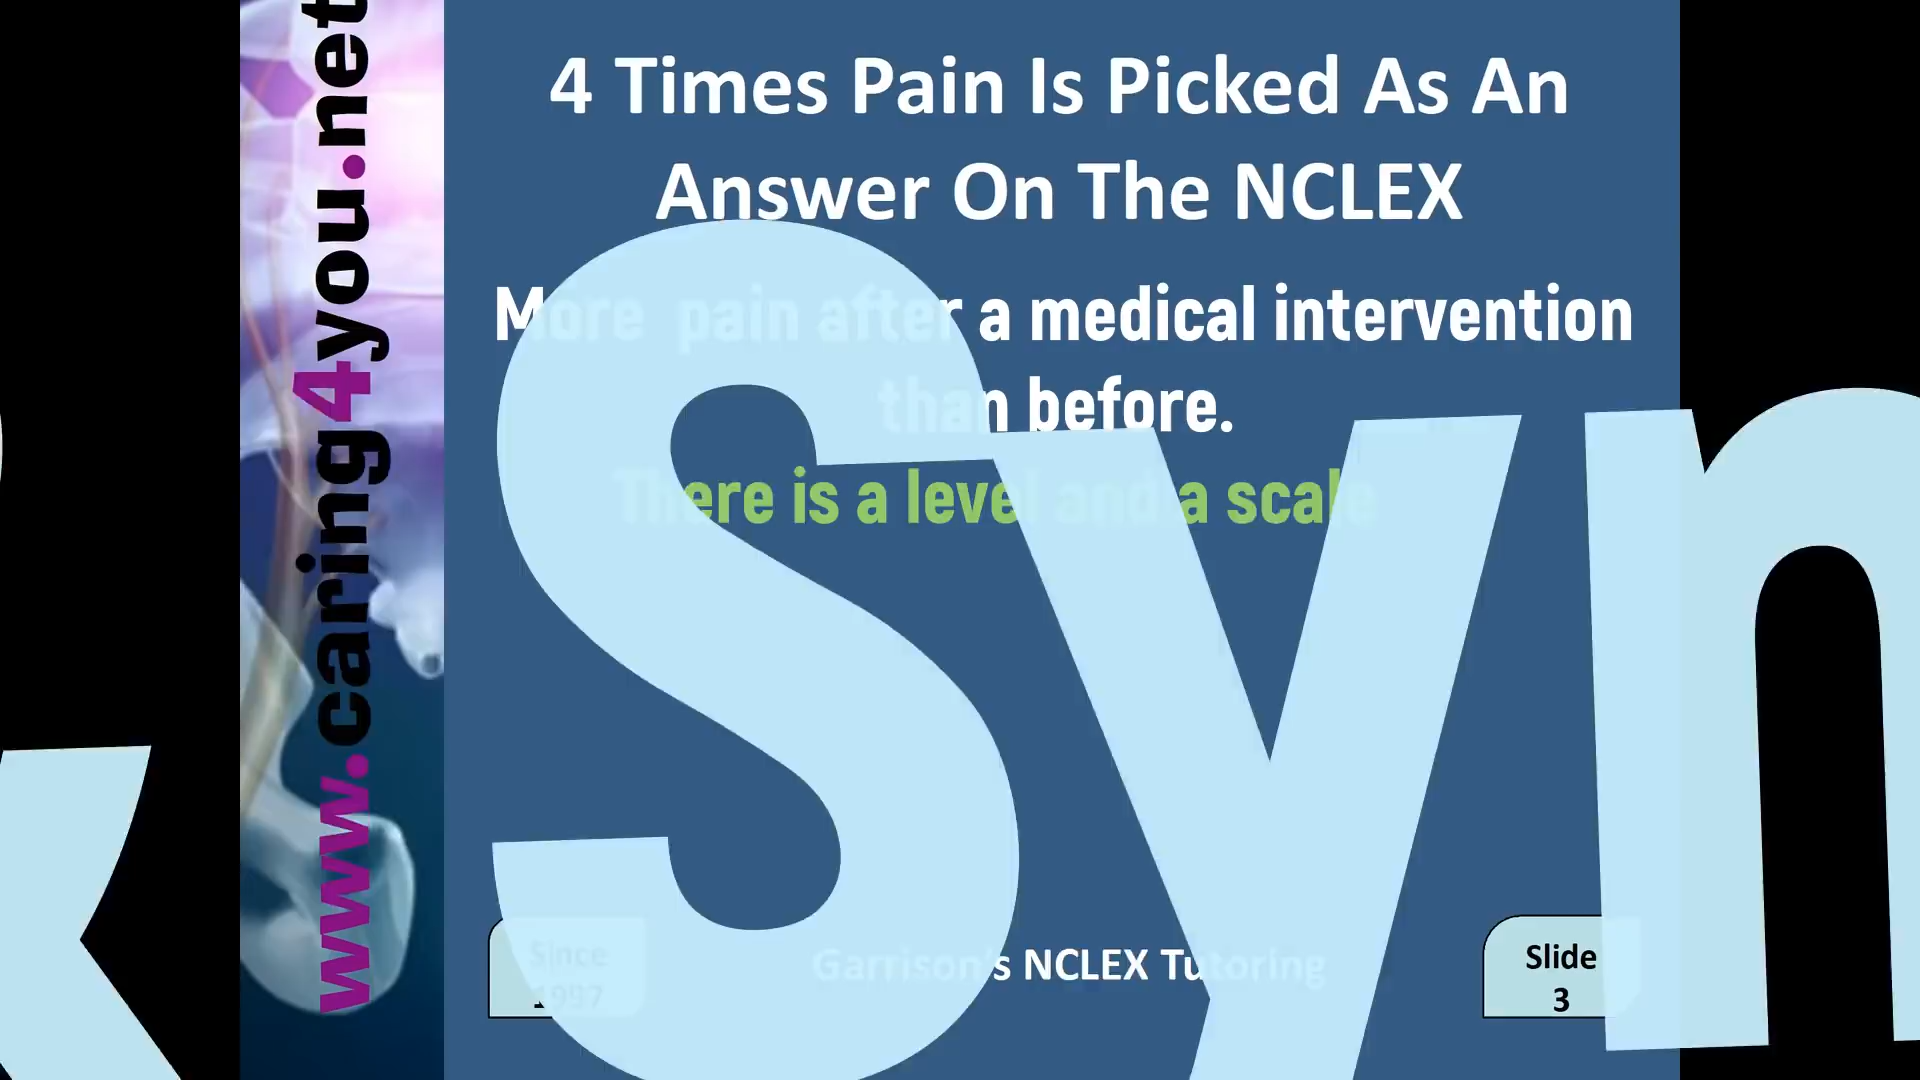 www.caring4you.net
4 Times Pain Is Picked As An
Answer On The NCLEX
More pain after a medical intervention
than before.
There is a level and a scale
Syn
Since
1997
Garrison's NCLEX Tutoring
Slide
3